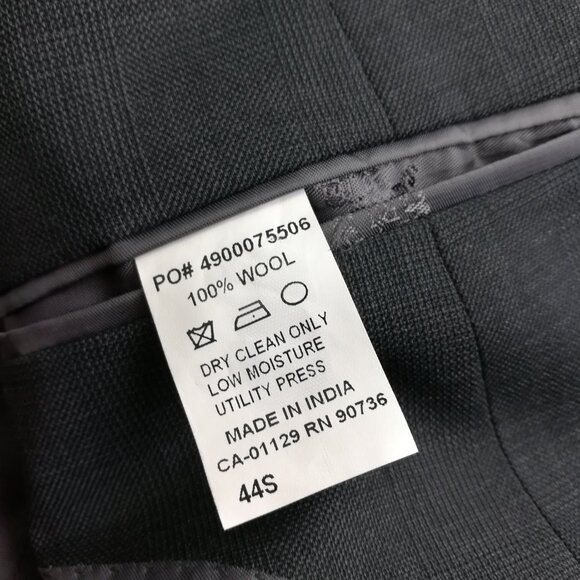 PO# 4900075506
100% WOOL
DRY CLEAN ONLY
LOW MOISTURE
UTILITY PRESS
MADE IN INDIA
CA-01129 RN 90736
44S